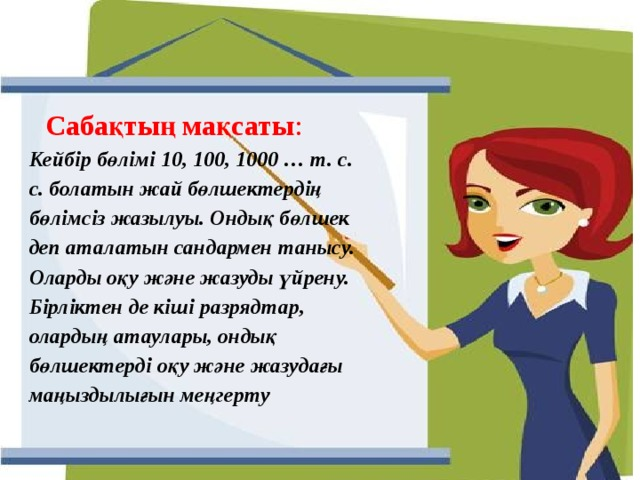 Сабақтың мақсаты:
Кейбір бөлімі 10, 100, 1000 … т. с.
с. болатын жай бөлшектердің
бөлімсіз жазылуы. Ондық бөлшек
деп аталатын сандармен танысу.
Оларды оқу және жазуды үйрену.
Бірліктен де кіші разрядтар,
олардың атаулары, ондық
бөлшектерді оқу және жазудағы
маңыздылығын меңгерту